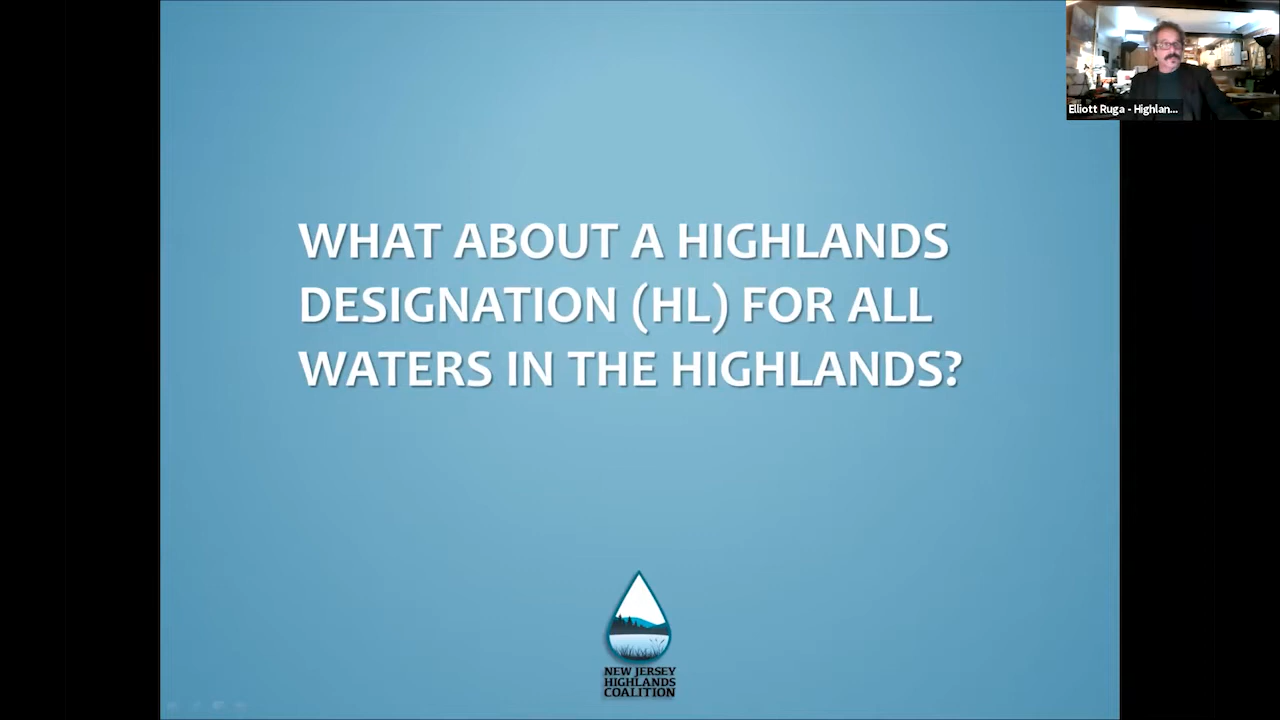 Elliott Ruga - Highlan...
WHAT ABOUT A HIGHLANDS
DESIGNATION (HL) FOR ALL
WATERS IN THE HIGHLANDS?
NEW JERSEY
HIGHLANDS
COALITION